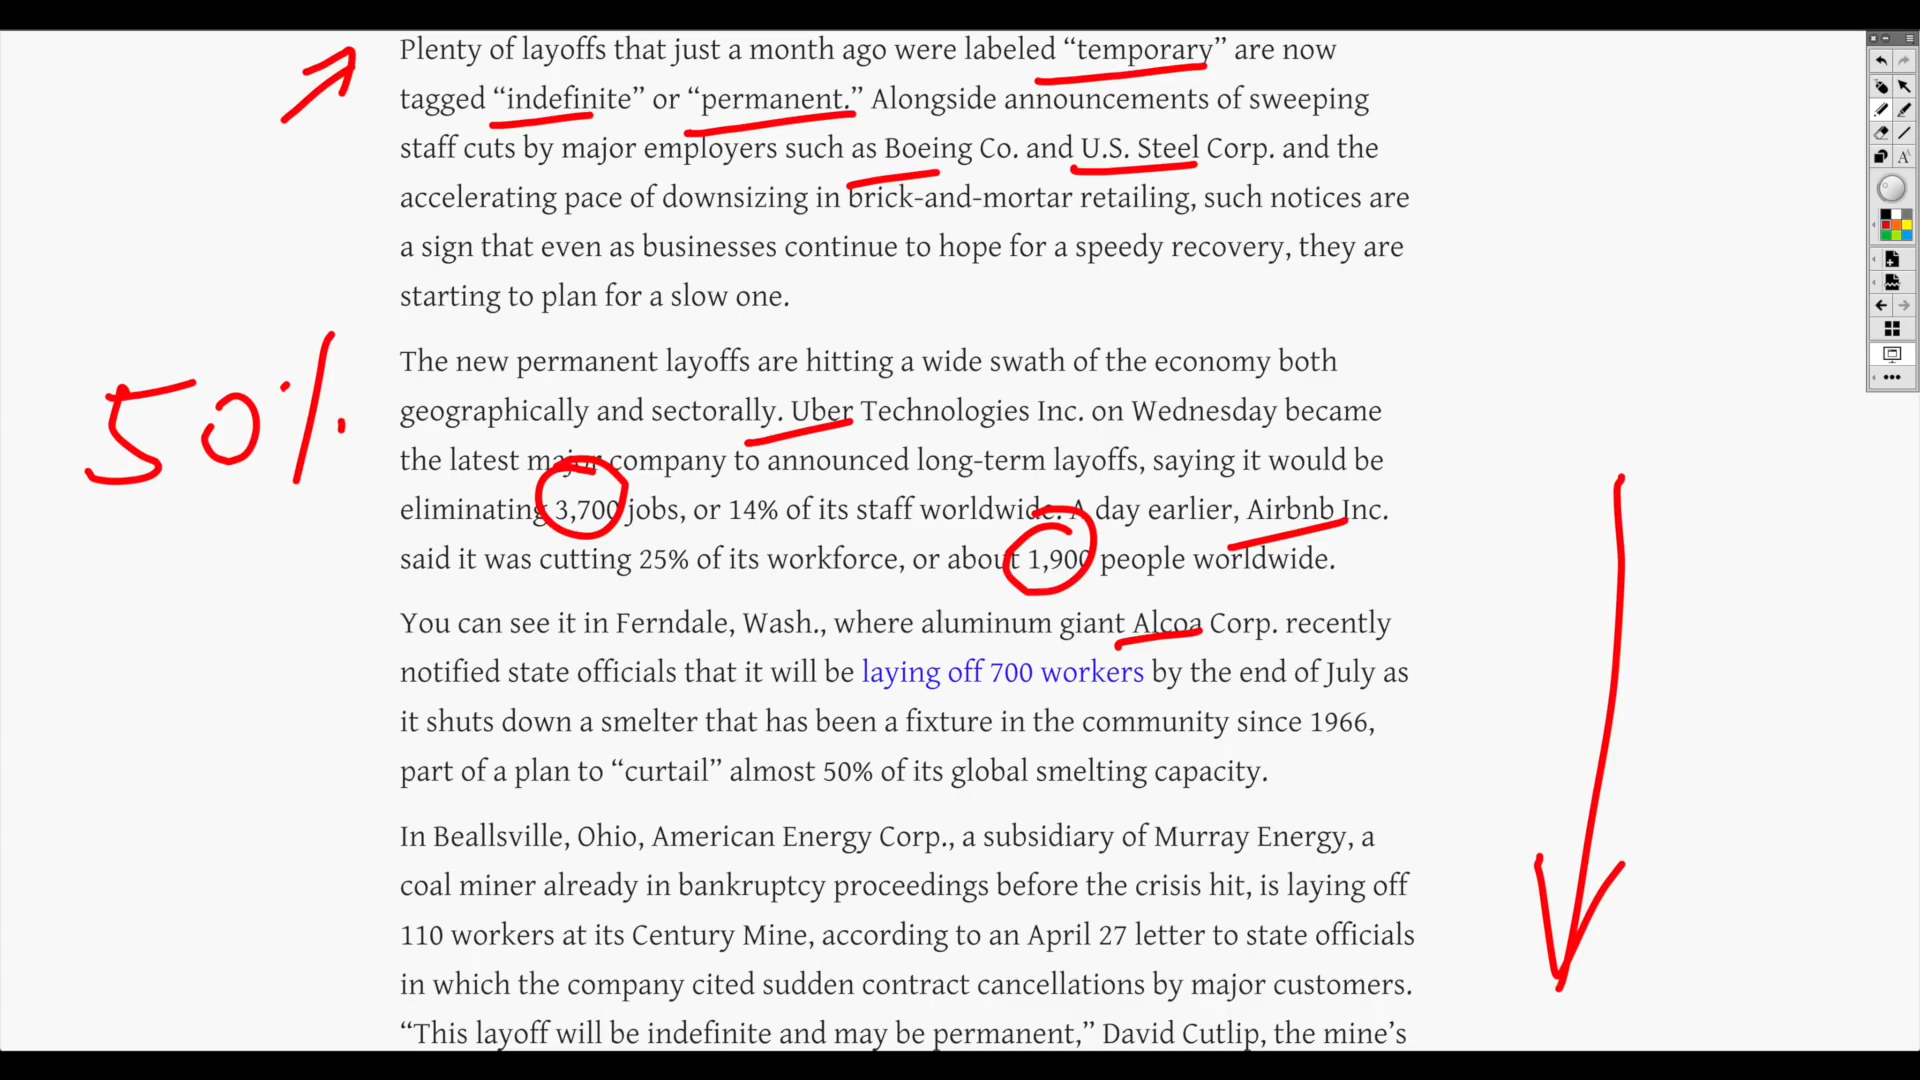 Plenty of layoffs that just a month ago were labeled “temporary” are now
tagged “indefinite” or “permanent.” Alongside announcements of sweeping
staff cuts by major employers such as Boeing Co. and U.S. Steel Corp. and the
accelerating pace of downsizing in brick-and-mortar retailing, such notices are
a sign that even as businesses continue to hope for a speedy recovery, they are
starting to plan for a slow one.
50%
The new permanent layoffs are hitting a wide swath of the economy both
geographically and sectorally. Uber Technologies Inc. on Wednesday became
the latest major company to announced long-term layoffs, saying it would be
eliminating 3,700 jobs, or 14% of its staff worldwide. A day earlier, Airbnb Inc.
said it was cutting 25% of its workforce, or about 1,900 people worldwide.
You can see it in Ferndale, Wash., where aluminum giant Alcoa Corp. recently
notified state officials that it will be laying off 700 workers by the end of July as
it shuts down a smelter that has been a fixture in the community since 1966,
part of a plan to “curtail” almost 50% of its global smelting capacity.
In Beallsville, Ohio, American Energy Corp., a subsidiary of Murray Energy, a
coal miner already in bankruptcy proceedings before the crisis hit, is laying off
110 workers at its Century Mine, according to an April 27 letter to state officials
in which the company cited sudden contract cancellations by major customers.
“This layoff will be indefinite and may be permanent,” David Cutlip, the mine’s